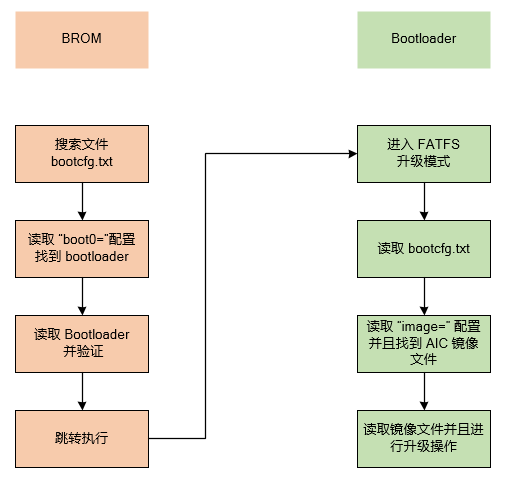 BROM
Bootloader
搜索文件
bootcfg.txt
读取 “boot0=“配置
找到 bootloader
读取 Bootloader
并验证
跳转执行
进入 FATFS
升级模式
读取 bootcfg.txt
读取 “image=“ 配置
并且找到 AIC 镜像
文件
读取镜像文件并且进
行升级操作